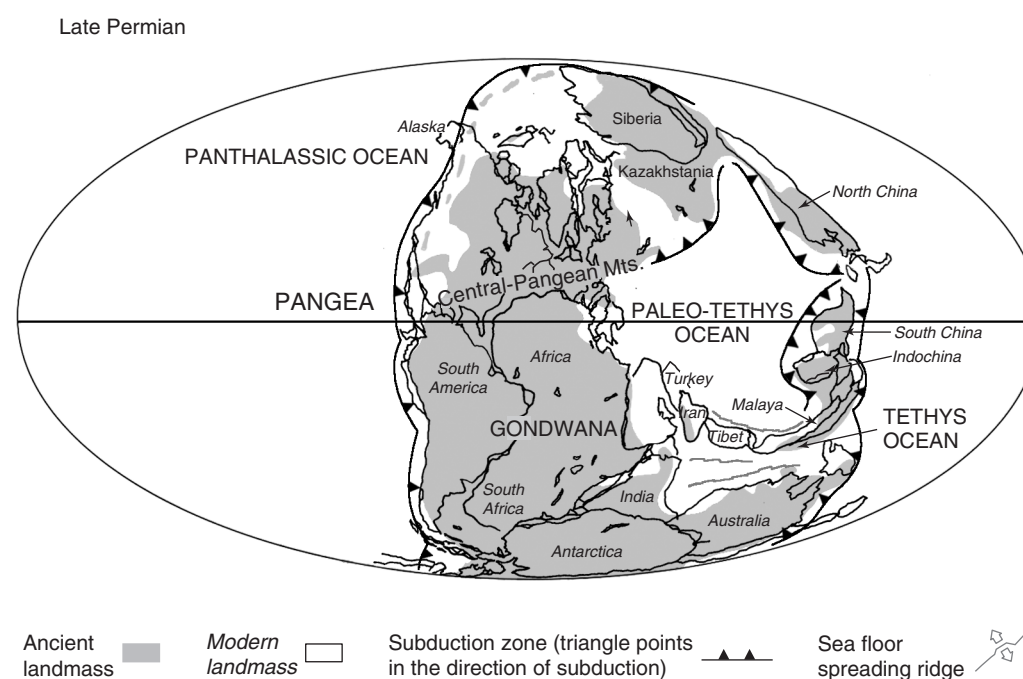 Late Permian
Siberia
Alaska
PANTHALASSIC OCEAN
Kazakhstania
North China
Central-Pangean Mts.
PANGEA
PALEO-TETHYS
OCEAN
South China
Africa
Indochina
South
America
Turkey
Iran
Malaya
TETHYS
OCEAN
GONDWANA
Tibet
South
Africa
India
Australia
Antarctica
Ancient
landmass
Modern
landmass
Subduction zone (triangle points
in the direction of subduction)
Sea floor
spreading ridge